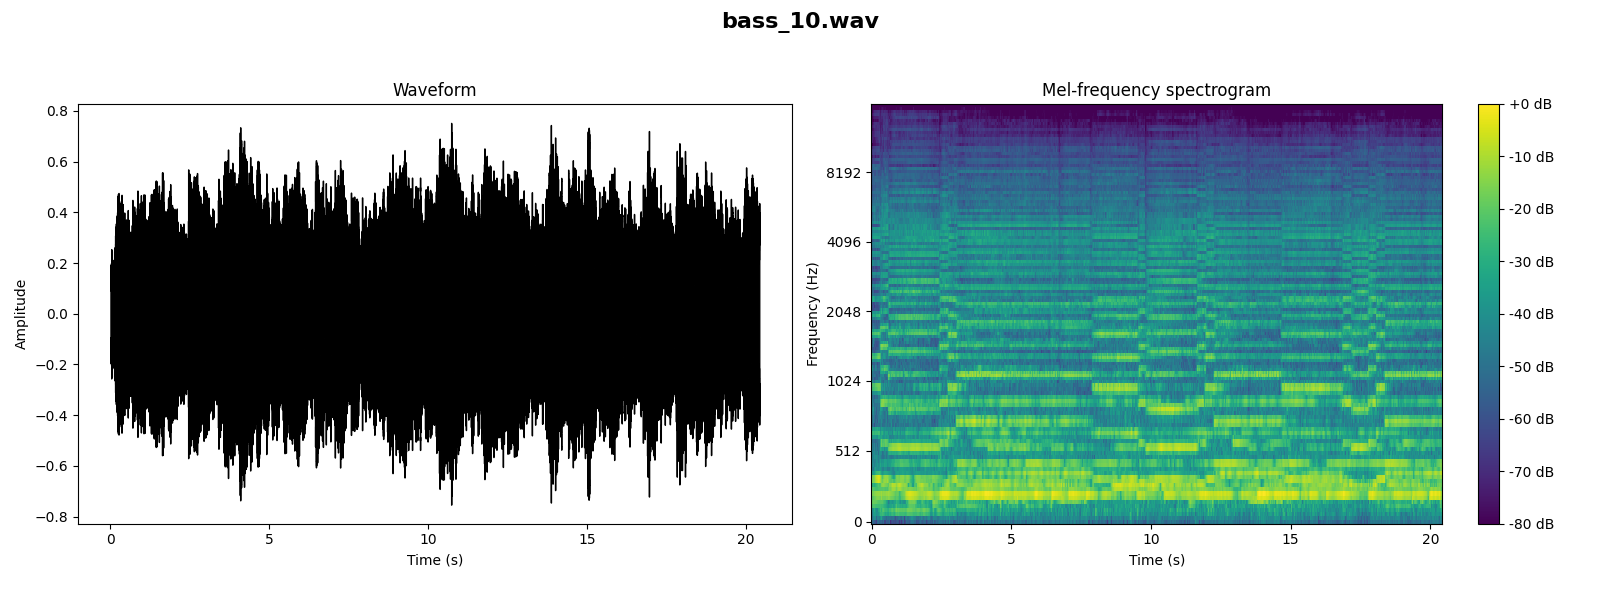 bass_10.wav
Waveform
Amplitude
0.8
0.6
0.4
0.2
0.0
−0.2
−0.4
−0.6
−0.8
0 5 10 15 20
Time (s)
Mel-frequency spectrogram
Frequency (Hz)
8192
4096
2048
1024
512
0
0 5 10 15 20
Time (s)
+0 dB
-10 dB
-20 dB
-30 dB
-40 dB
-50 dB
-60 dB
-70 dB
-80 dB